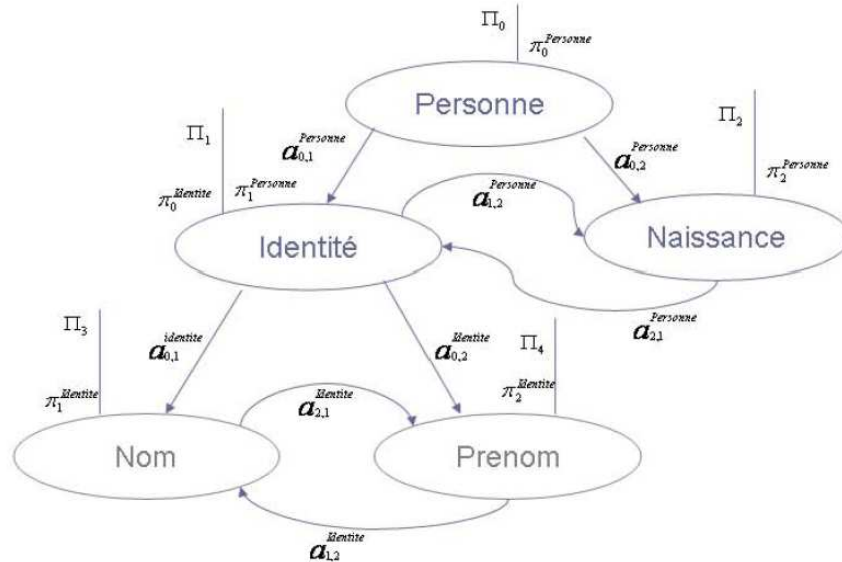 Π₀
π₀^Personne
Personne
Π₁
a₀,₁^Personne
a₀,₂^Personne
Π₂
π₀^Identite π₁^Personne
a₁,₂^Personne
π₂^Personne
Identité
Naissance
a₂,₁^Personne
Π₃
a₀,₁^identite
a₀,₂^Identite
Π₄
π₁^Identite
a₂,₁^Identite
π₂^Identite
Nom
Prenom
a₁,₂^Identite